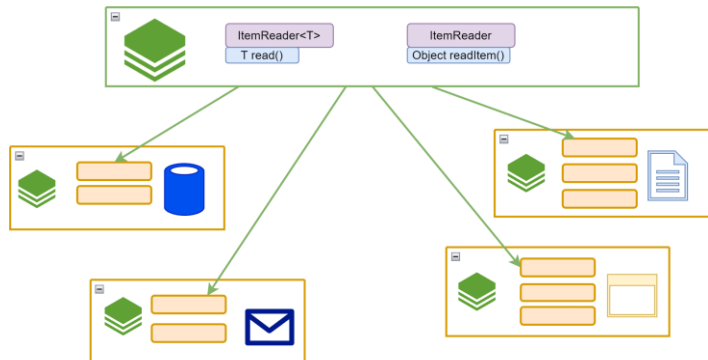 ItemReader<T>
T read()
ItemReader
Object readItem()